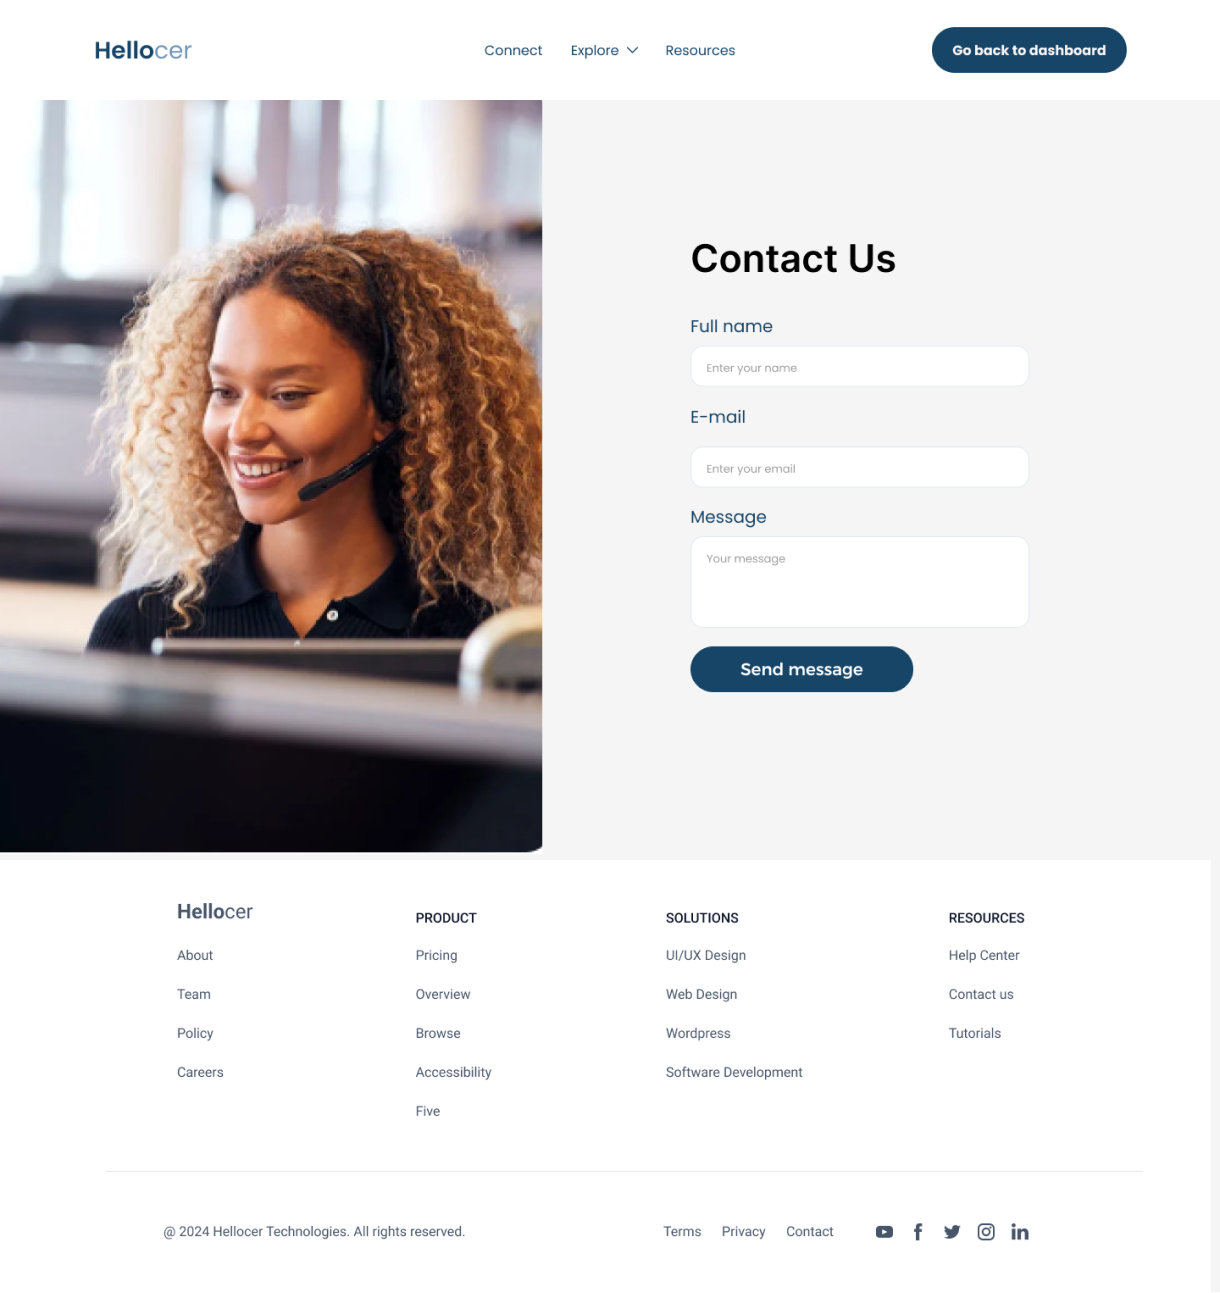 Hellocer
Connect Explore Resources
Go back to dashboard
Contact Us
Full name
Enter your name
E-mail
Enter your email
Message
Your message
Send message
Hellocer
About
Team
Policy
Careers
PRODUCT
Pricing
Overview
Browse
Accessibility
Five
SOLUTIONS
UI/UX Design
Web Design
Wordpress
Software Development
RESOURCES
Help Center
Contact us
Tutorials
@ 2024 Hellocer Technologies. All rights reserved.
Terms Privacy Contact